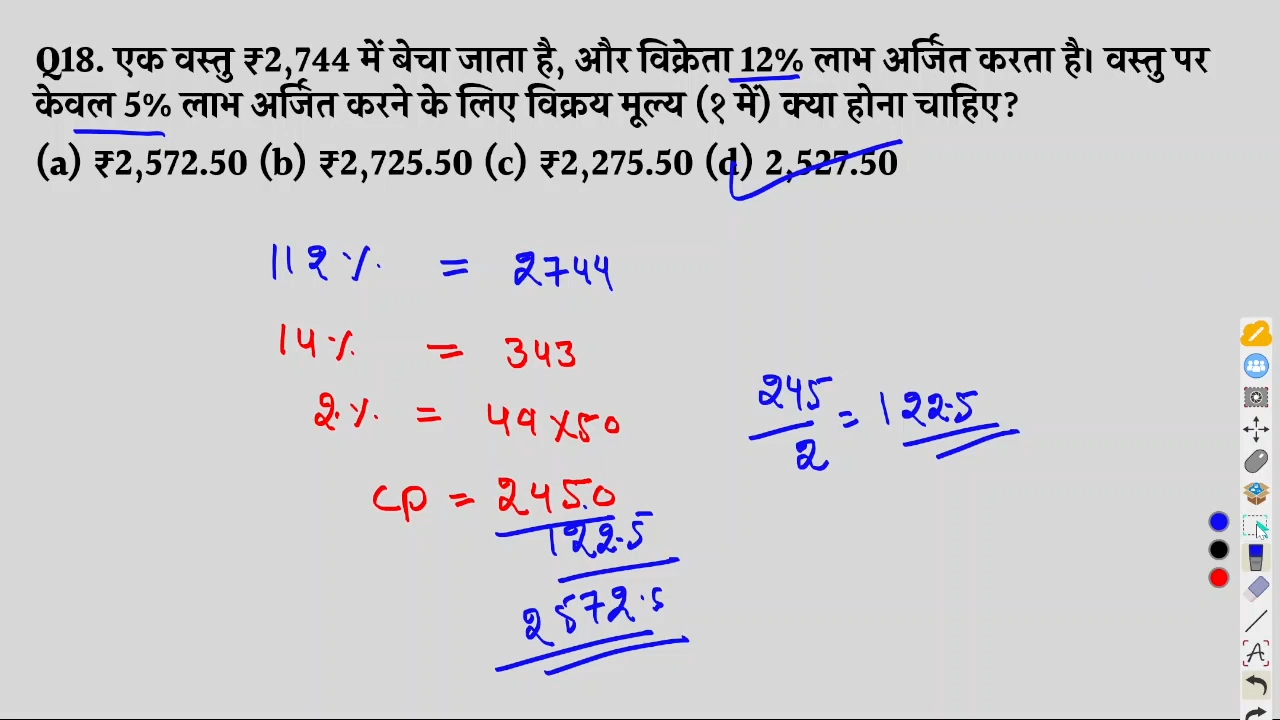 Q18. एक वस्तु ₹2,744 में बेचा जाता है, और विक्रेता 12% लाभ अर्जित करता है। वस्तु पर
केवल 5% लाभ अर्जित करने के लिए विक्रय मूल्य (१ में) क्या होना चाहिए?
(a) ₹2,572.50 (b) ₹2,725.50 (c) ₹2,275.50 (d) 2,527.50
112% = 2744
14% = 343
2% = 49 x 50
245/2 = 122.5
CP = 2450
122.5
2572.5